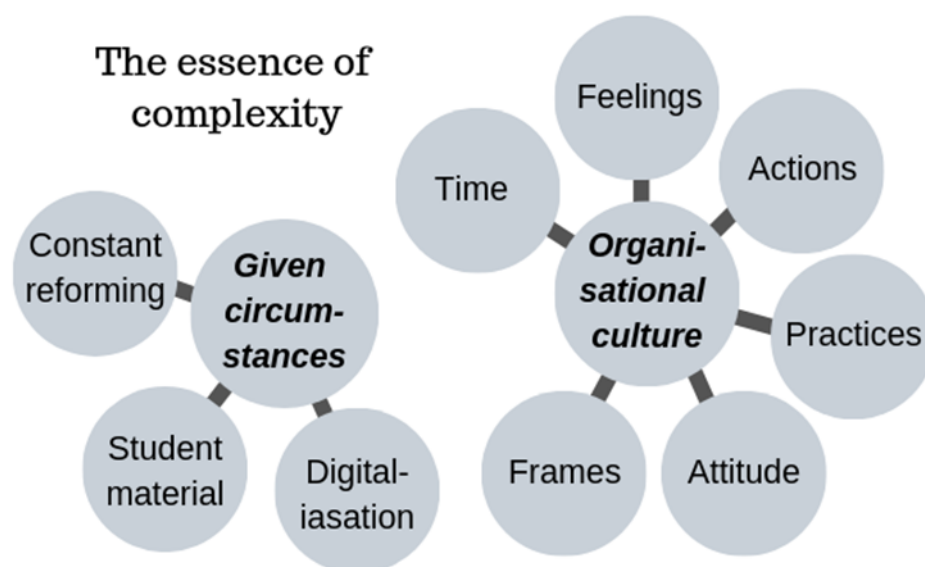 The essence of
complexity
Constant
reforming
Given
circum-
stances
Student
material
Digital-
iasation
Time
Feelings
Actions
Organi-
sational
culture
Practices
Frames
Attitude